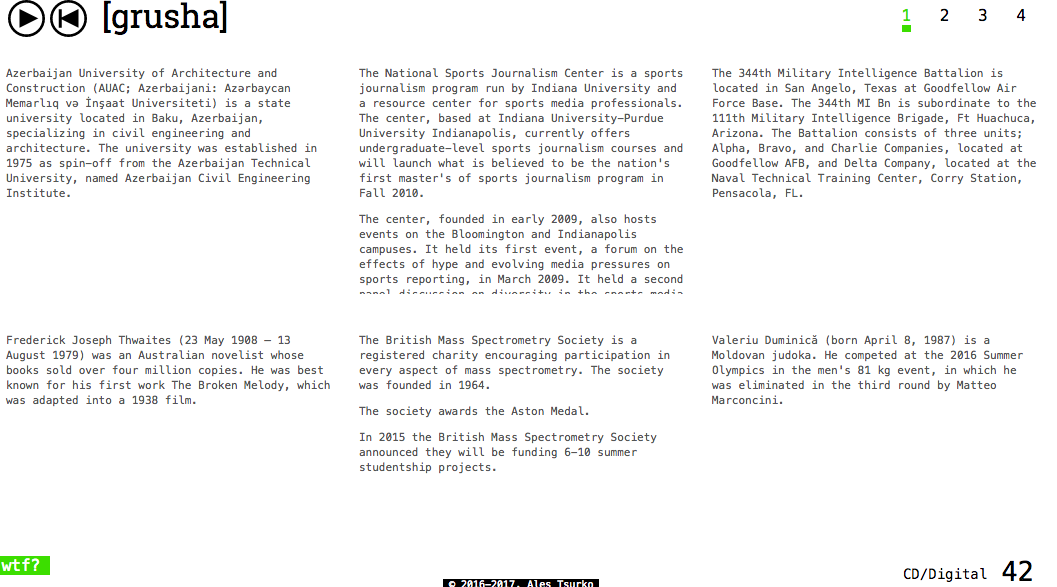 [grusha]
1 2 3 4
Azerbaijan University of Architecture and
Construction (AUAC; Azerbaijani: Azərbaycan
Memarlıq və İnşaat Universiteti) is a state
university located in Baku, Azerbaijan,
specializing in civil engineering and
architecture. The university was established in
1975 as spin-off from the Azerbaijan Technical
University, named Azerbaijan Civil Engineering
Institute.
The National Sports Journalism Center is a sports
journalism program run by Indiana University and
a resource center for sports media professionals.
The center, based at Indiana University-Purdue
University Indianapolis, currently offers
undergraduate-level sports journalism courses and
will launch what is believed to be the nation's
first master's of sports journalism program in
Fall 2010.
The center, founded in early 2009, also hosts
events on the Bloomington and Indianapolis
campuses. It held its first event, a forum on the
effects of hype and evolving media pressures on
sports reporting, in March 2009. It held a second
panel discussion on diversity in the sports media
The 344th Military Intelligence Battalion is
located in San Angelo, Texas at Goodfellow Air
Force Base. The 344th MI Bn is subordinate to the
111th Military Intelligence Brigade, Ft Huachuca,
Arizona. The Battalion consists of three units;
Alpha, Bravo, and Charlie Companies, located at
Goodfellow AFB, and Delta Company, located at the
Naval Technical Training Center, Corry Station,
Pensacola, FL.
Frederick Joseph Thwaites (23 May 1908 – 13
August 1979) was an Australian novelist whose
books sold over four million copies. He was best
known for his first work The Broken Melody, which
was adapted into a 1938 film.
The British Mass Spectrometry Society is a
registered charity encouraging participation in
every aspect of mass spectrometry. The society
was founded in 1964.
The society awards the Aston Medal.
In 2015 the British Mass Spectrometry Society
announced they will be funding 6-10 summer
studentship projects.
Valeriu Duminică (born April 8, 1987) is a
Moldovan judoka. He competed at the 2016 Summer
Olympics in the men's 81 kg event, in which he
was eliminated in the third round by Matteo
Marconcini.
wtf?
© 2016–2017, Ales Tsurko
CD/Digital 42